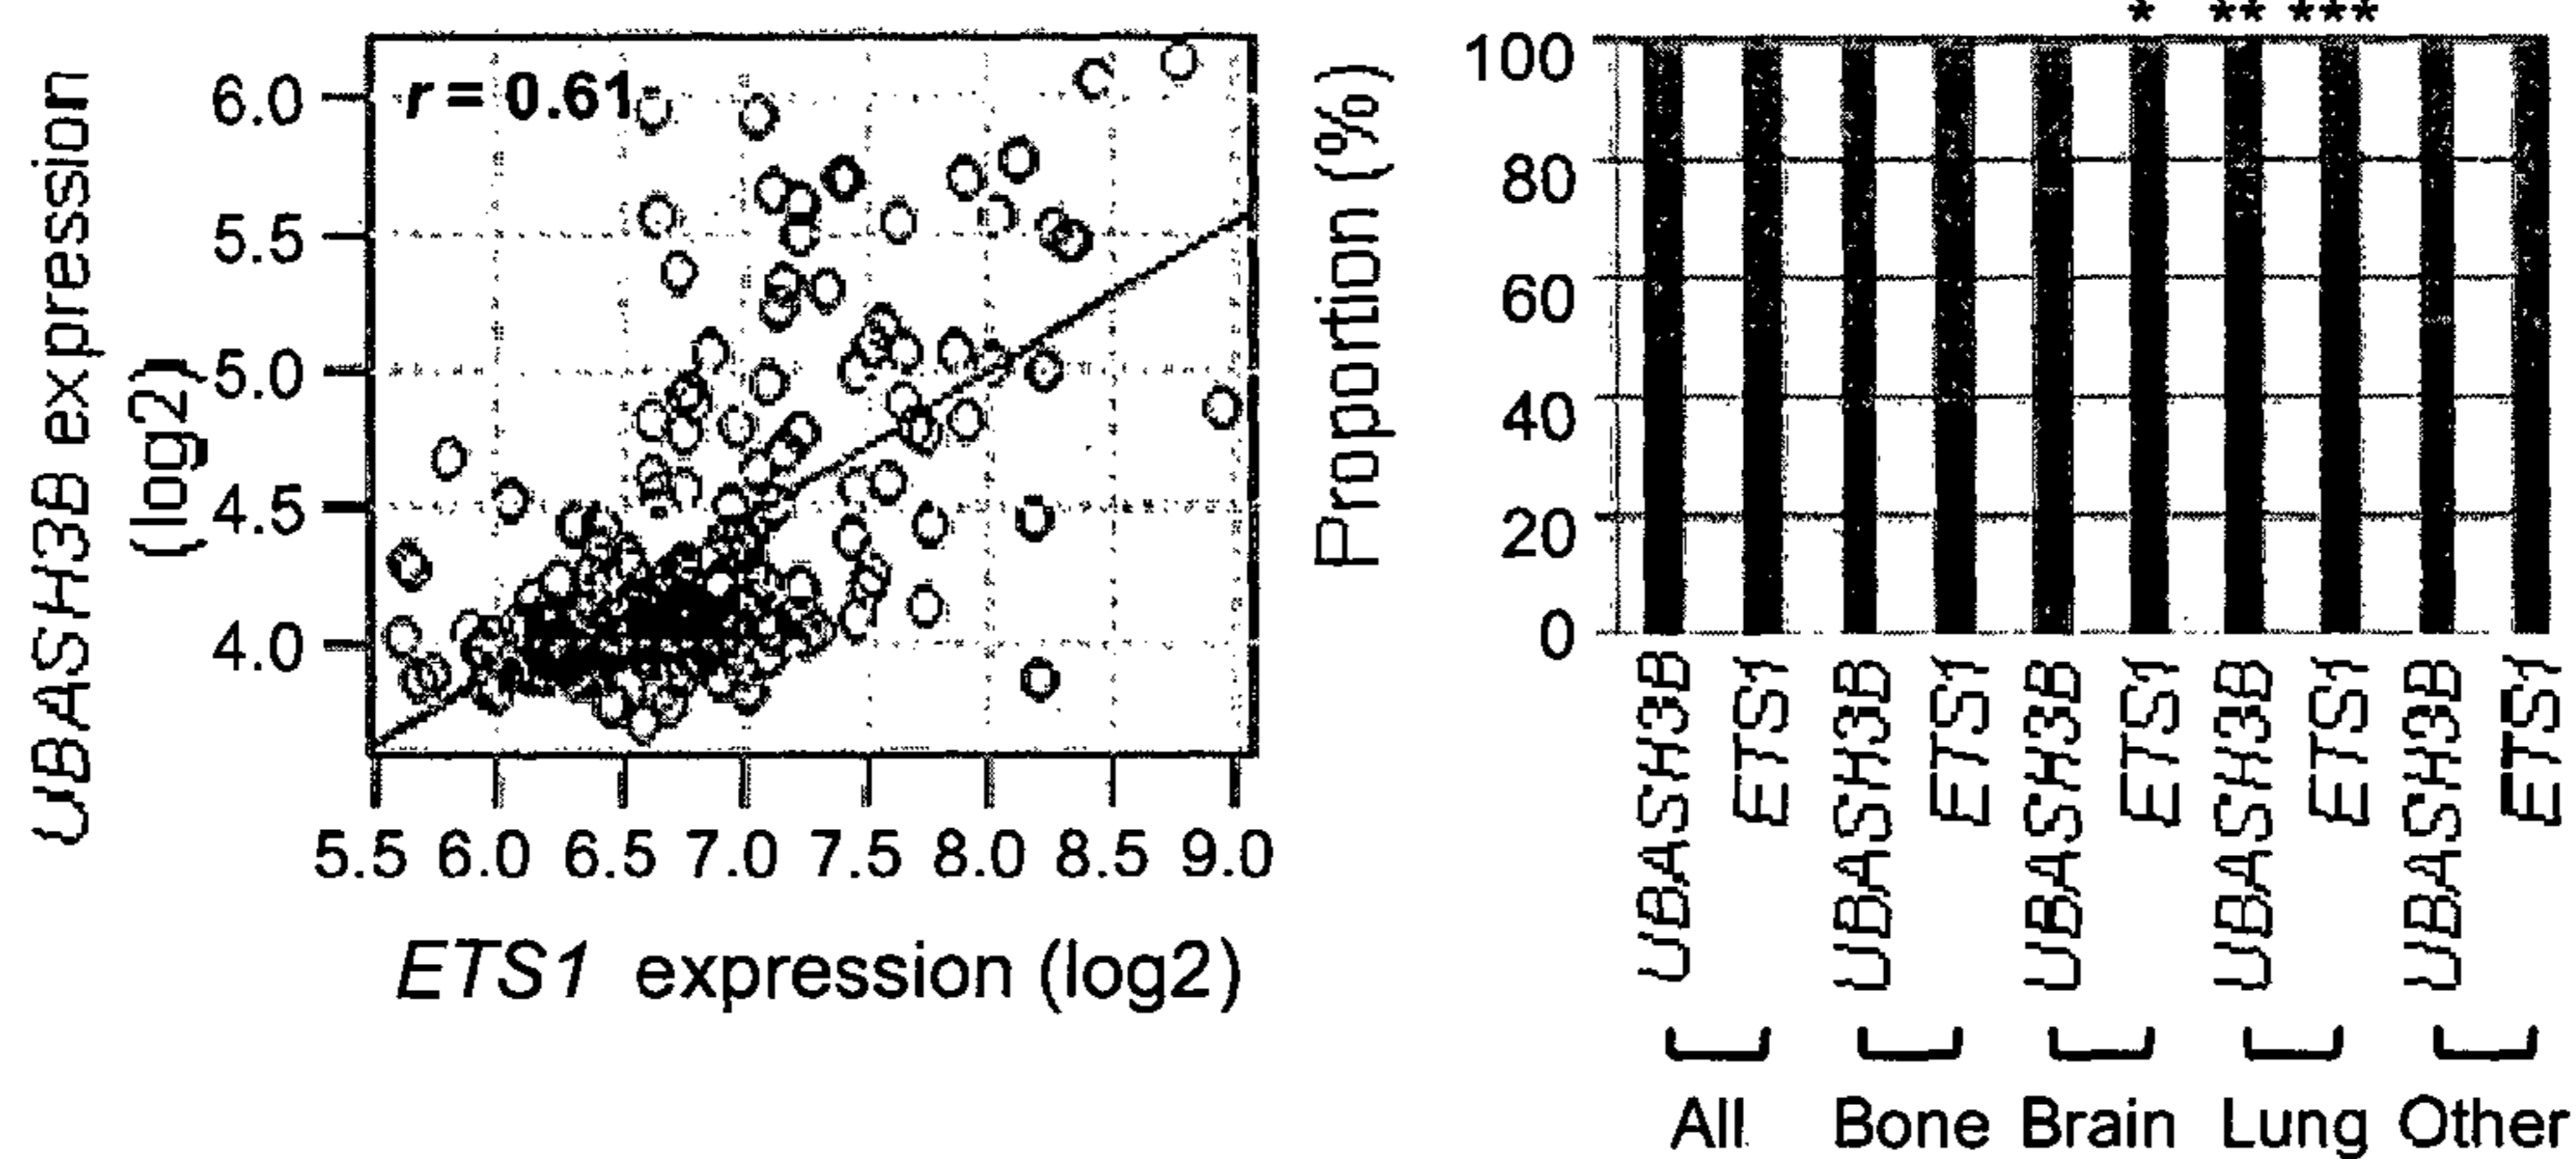 UBASH3B expression
(log2)
6.0
5.5
5.0
4.5
4.0
r = 0.61
5.5 6.0 6.5 7.0 7.5 8.0 8.5 9.0
ETS1 expression (log2)
* ** ***
Proportion (%)
100
80
60
40
20
0
UBASH3B
ETS1
UBASH3B
ETS1
UBASH3B
ETS1
UBASH3B
ETS1
UBASH3B
ETS1
All Bone Brain Lung Other